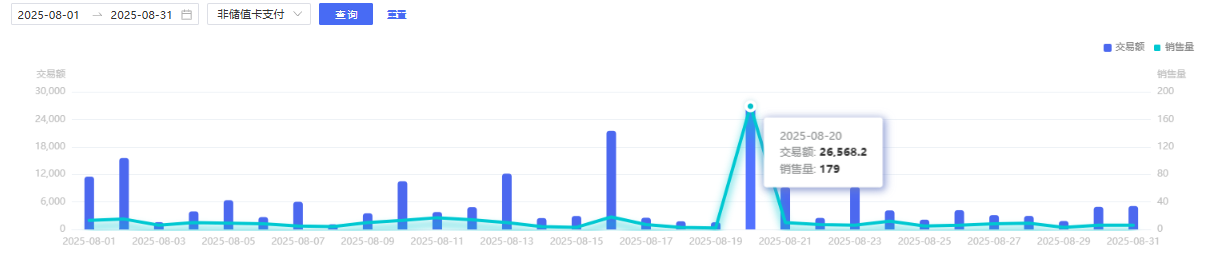 2025-08-01 → 2025-08-31 非储值卡支付 查询 重置
交易额 销售量
交易额 销售量
30,000 200
24,000 160
18,000 120
12,000 80
6,000 40
0 0
2025-08-20
交易额: 26,568.2
销售量: 179
2025-08-01 2025-08-03 2025-08-05 2025-08-07 2025-08-09 2025-08-11 2025-08-13 2025-08-15 2025-08-17 2025-08-19 2025-08-21 2025-08-23 2025-08-25 2025-08-27 2025-08-29 2025-08-31